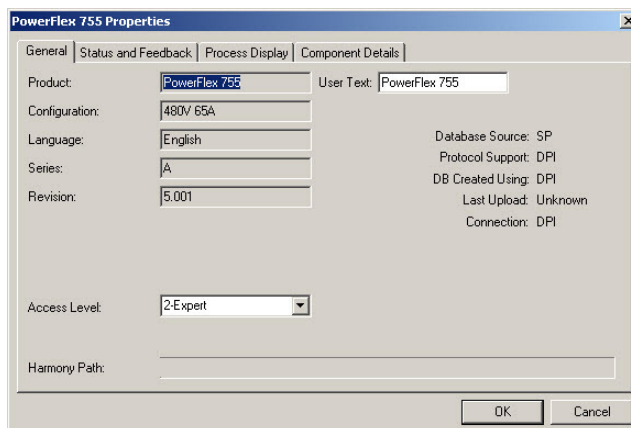 PowerFlex 755 Properties
General Status and Feedback Process Display Component Details
Product: PowerFlex 755 User Text: PowerFlex 755
Configuration: 480V 65A
Language: English
Series: A
Revision: 5.001
Database Source: SP
Protocol Support: DPI
DB Created Using: DPI
Last Upload: Unknown
Connection: DPI
Access Level: 2-Expert
Harmony Path:
OK Cancel